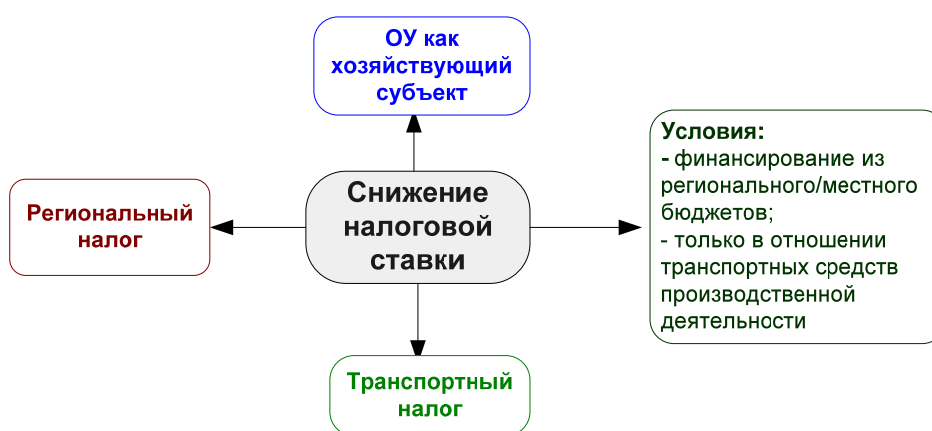 ОУ как
хозяйствующий
субъект
Региональный
налог
Снижение
налоговой
ставки
Условия:
- финансирование из
регионального/местного
бюджетов;
- только в отношении
транспортных средств
производственной
деятельности
Транспортный
налог